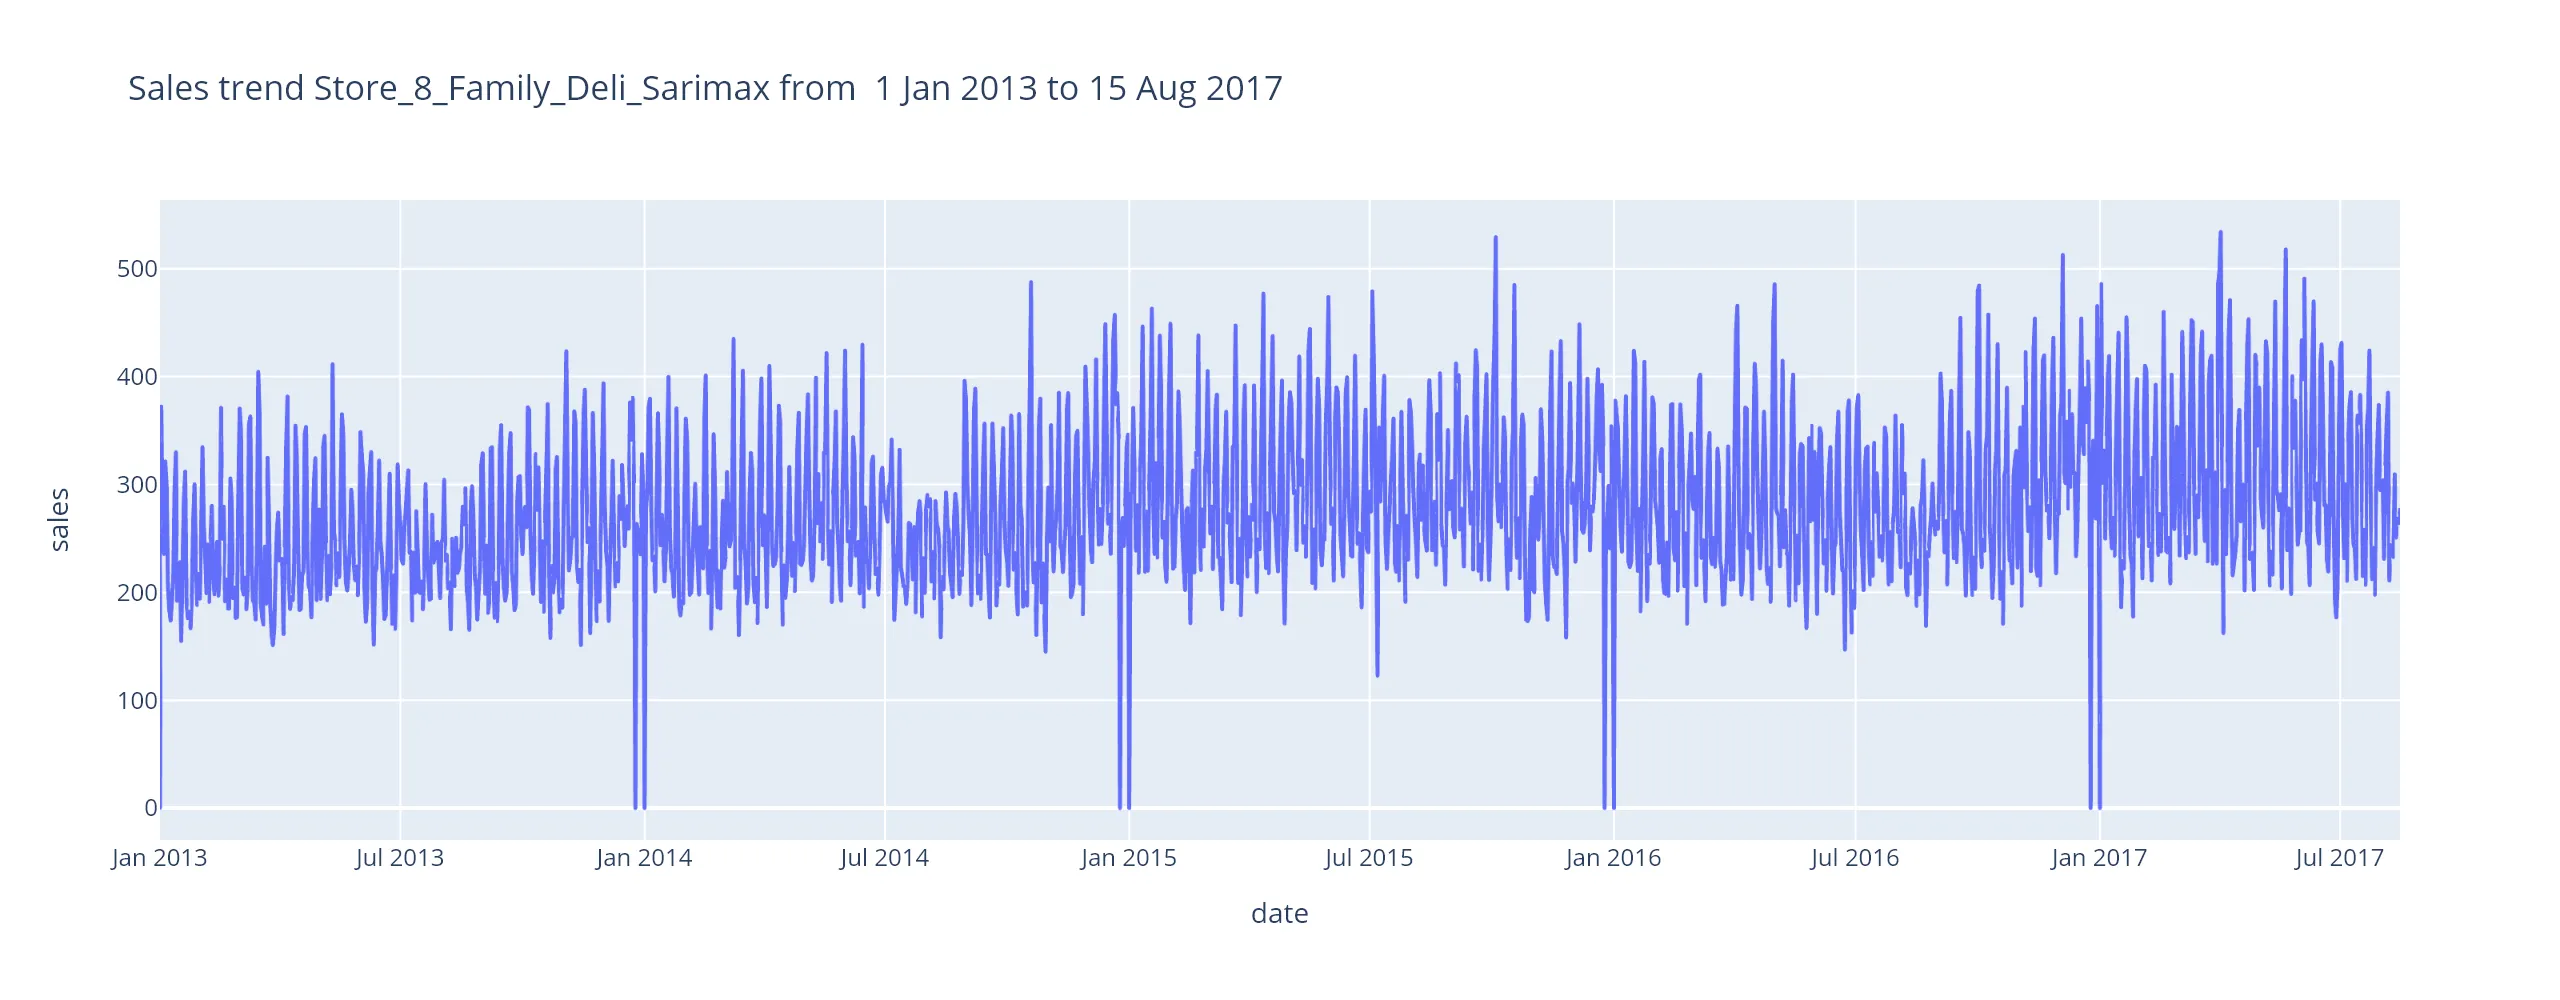 Sales trend Store_8_Family_Deli_Sarimax from  1 Jan 2013 to 15 Aug 2017
500
400
300
200
100
0
sales
Jan 2013
Jul 2013
Jan 2014
Jul 2014
Jan 2015
Jul 2015
Jan 2016
Jul 2016
Jan 2017
Jul 2017
date